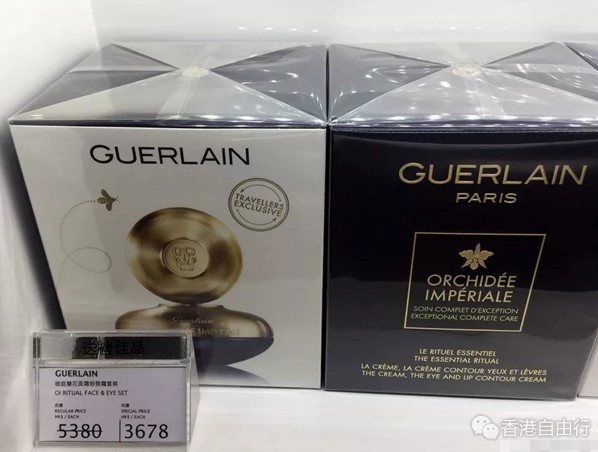 GUERLAIN
TRAVELLERS
EXCLUSIVE
Guerlain
GUERLAIN
PARIS
ORCHIDÉE
IMPÉRIALE
SOIN COMPLET D'EXCEPTION
EXCEPTIONAL COMPLETE CARE
LE RITUEL ESSENTIEL
THE ESSENTIAL RITUAL
LA CRÈME, LA CRÈME CONTOUR YEUX ET LÈVRES
THE CREAM, THE EYE AND LIP CONTOUR CREAM
GUERLAIN
OI RITUAL FACE & EYE SET
REGULAR PRICE SPECIAL PRICE
HK$ / EACH HK$ / EACH
5380 3678
香港自由行